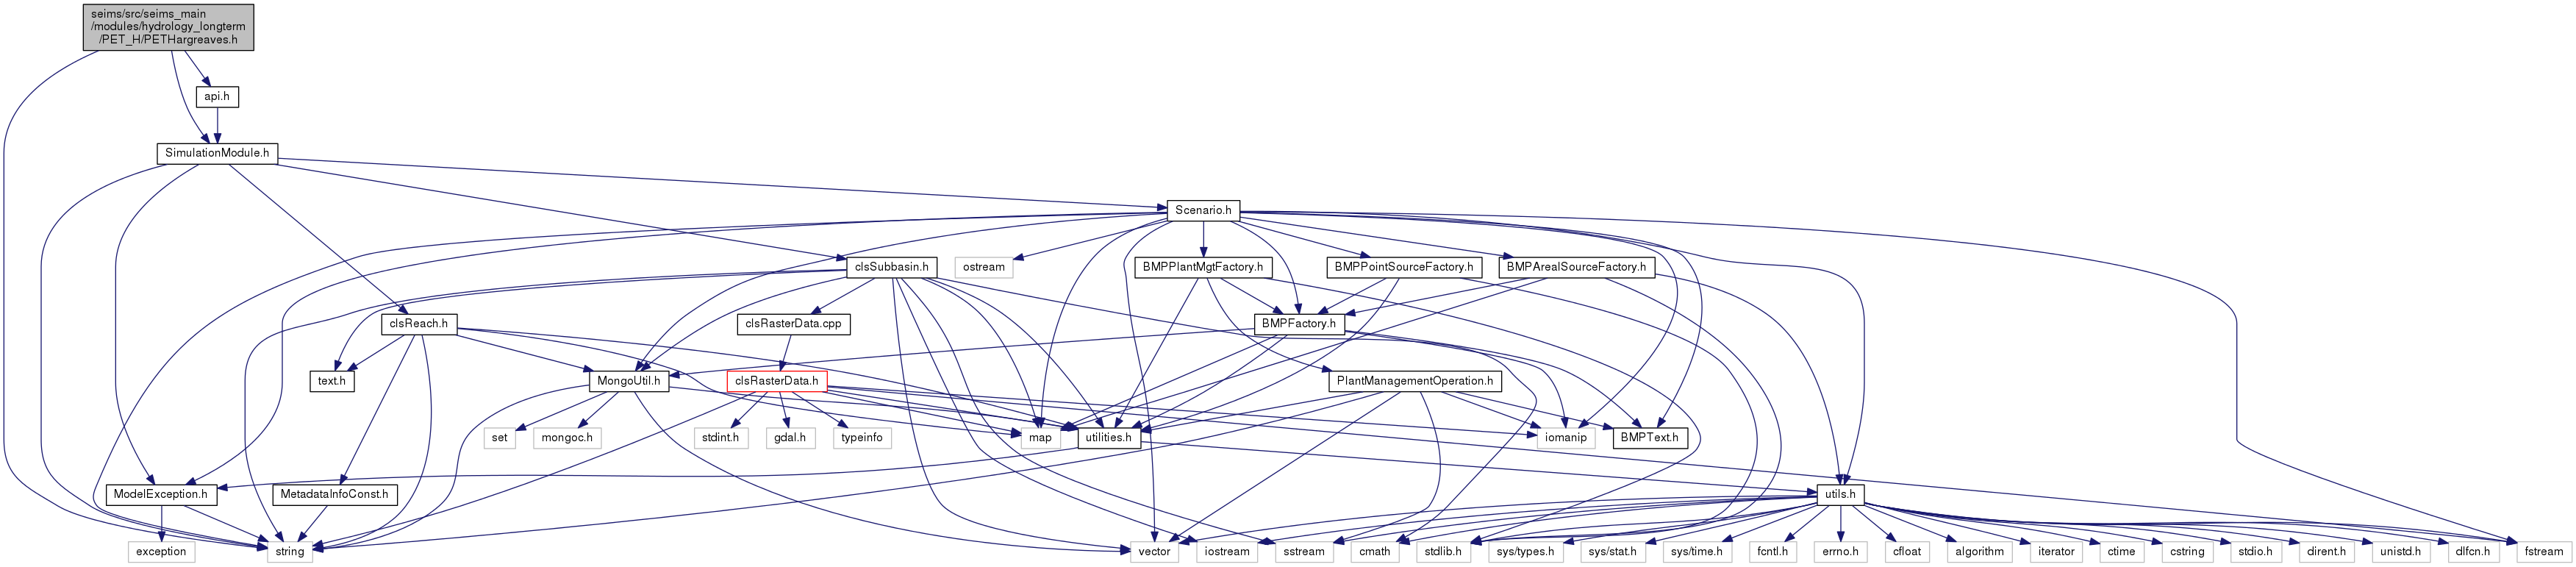 seims/src/seims_main
/modules/hydrology_longterm
/PET_H/PETHargreaves.h
api.h
SimulationModule.h
Scenario.h
clsSubbasin.h
ostream
BMPPlantMgtFactory.h
BMPPointSourceFactory.h
BMPArealSourceFactory.h
clsReach.h
clsRasterData.cpp
BMPFactory.h
text.h
MongoUtil.h
clsRasterData.h
PlantManagementOperation.h
set
mongoc.h
stdint.h
gdal.h
typeinfo
map
utilities.h
iomanip
BMPText.h
ModelException.h
MetadataInfoConst.h
utils.h
exception
string
vector
iostream
sstream
cmath
stdlib.h
sys/types.h
sys/stat.h
sys/time.h
fcntl.h
errno.h
cfloat
algorithm
iterator
ctime
cstring
stdio.h
dirent.h
unistd.h
dlfcn.h
fstream